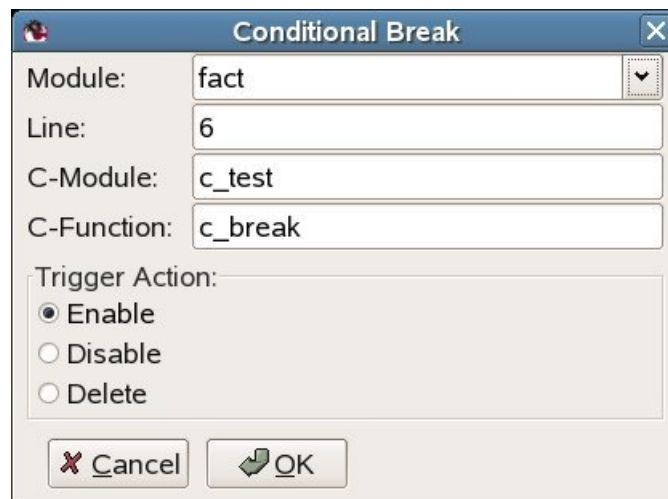 Conditional Break
Module: fact
Line: 6
C-Module: c_test
C-Function: c_break
Trigger Action:
Enable
Disable
Delete
Cancel OK